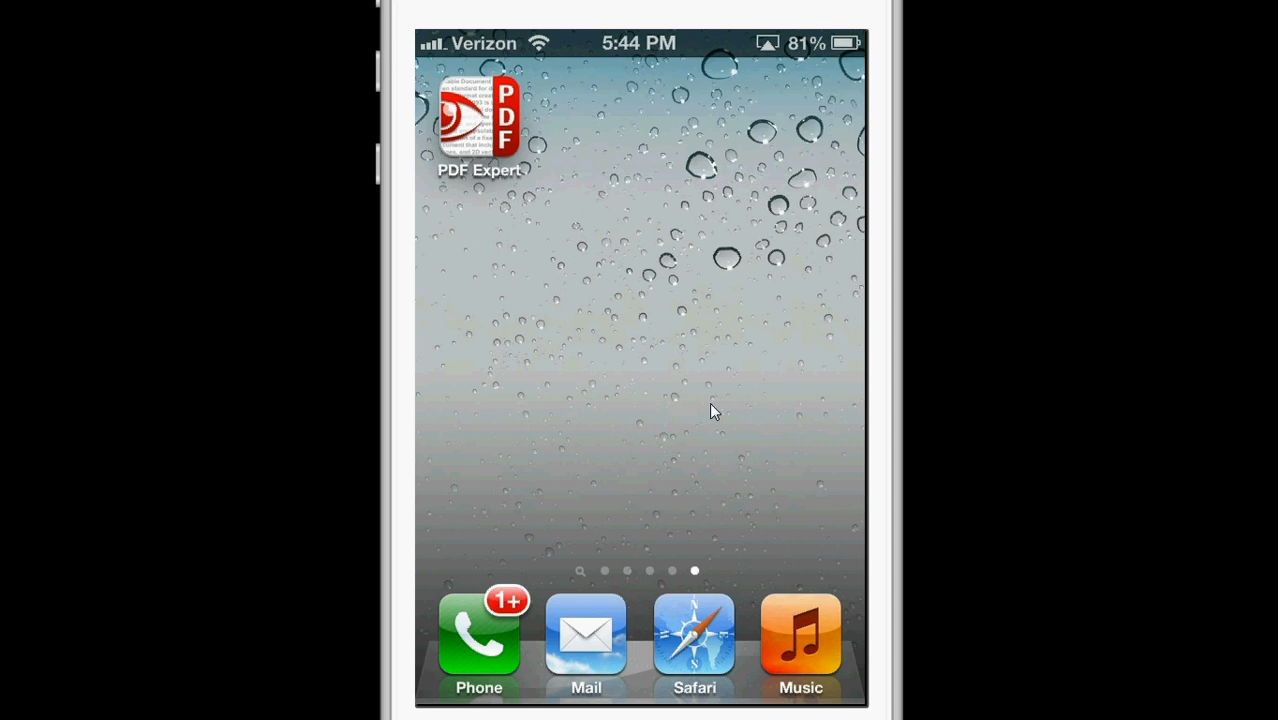 Verizon 5:44 PM 81%
PDF
PDF Expert
1+
Phone Mail Safari Music